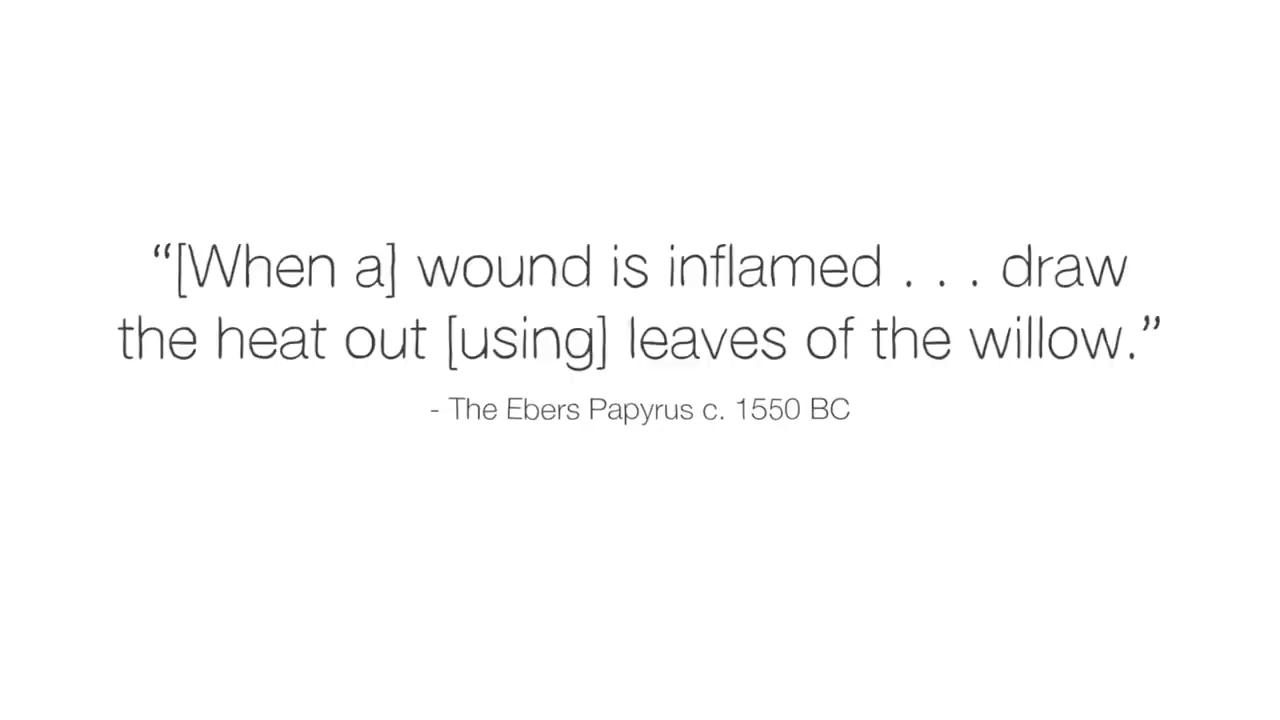 “[When a] wound is inflamed . . . draw
the heat out [using] leaves of the willow.”
- The Ebers Papyrus c. 1550 BC